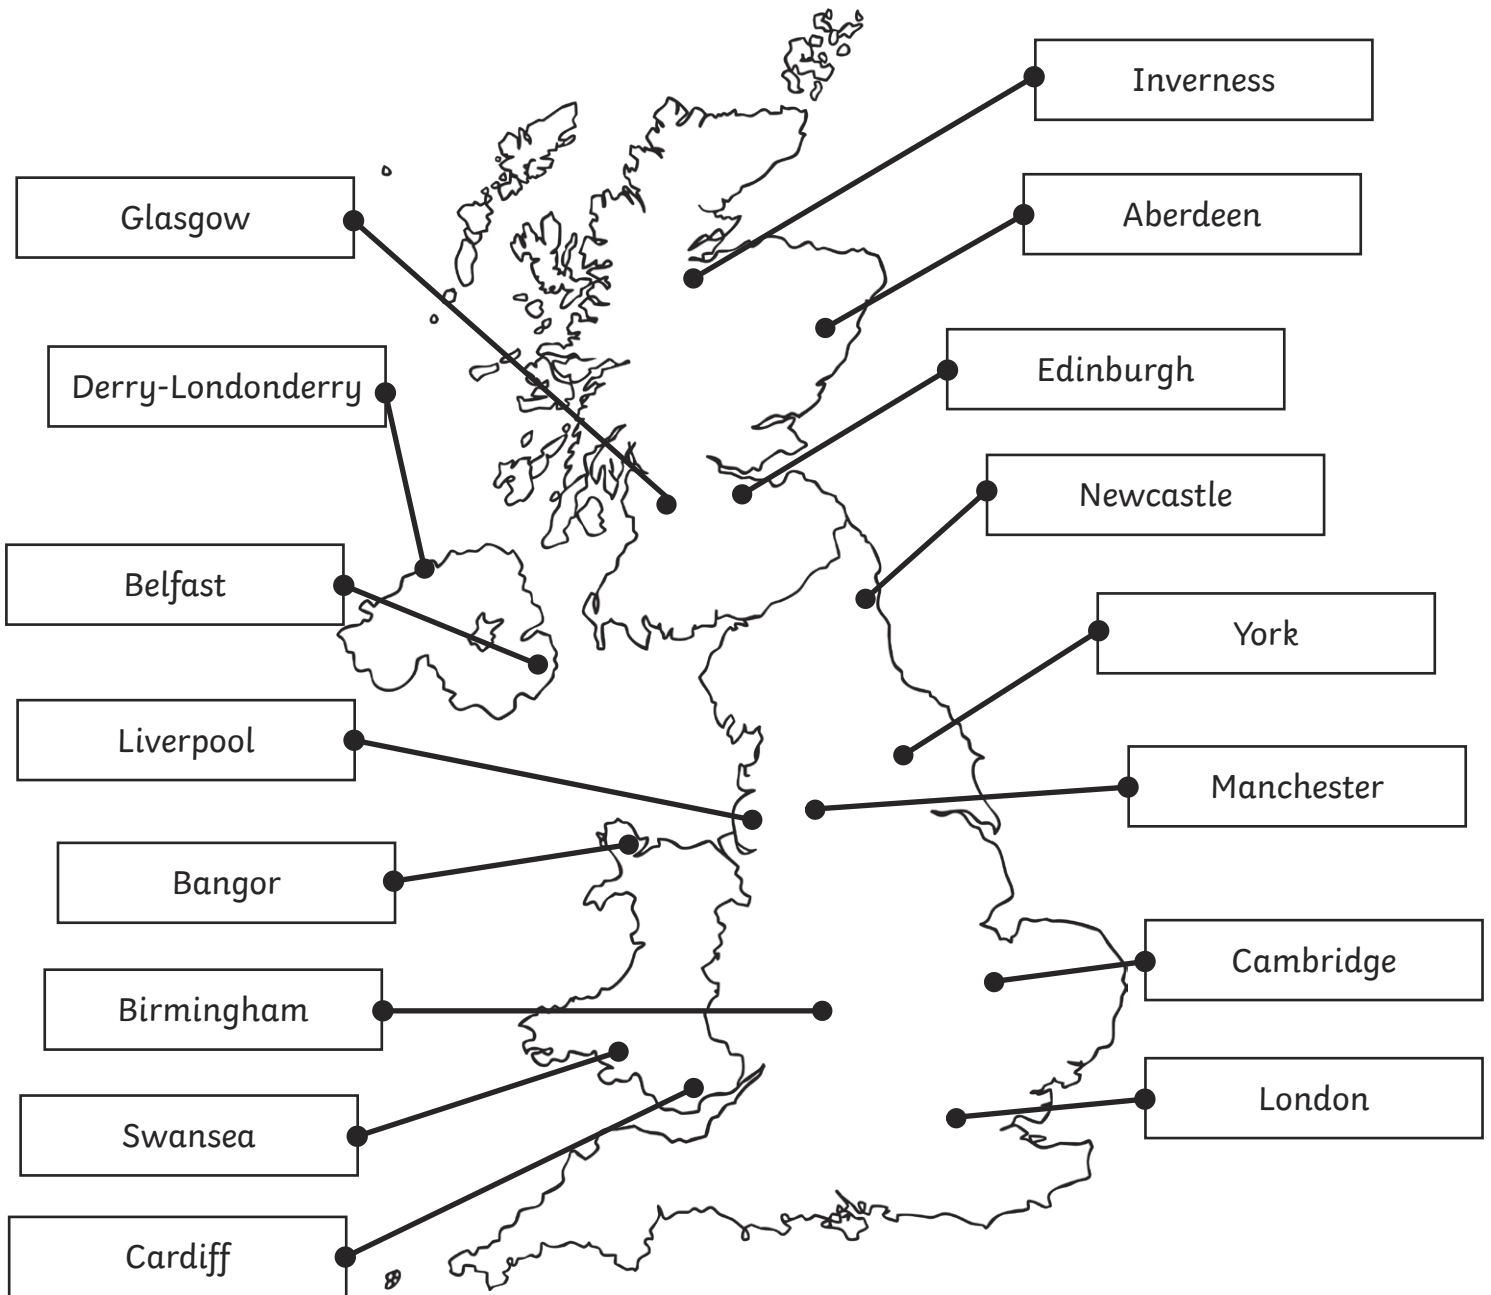 Inverness
Aberdeen
Glasgow
Edinburgh
Derry-Londonderry
Newcastle
Belfast
York
Liverpool
Manchester
Bangor
Cambridge
Birmingham
London
Swansea
Cardiff